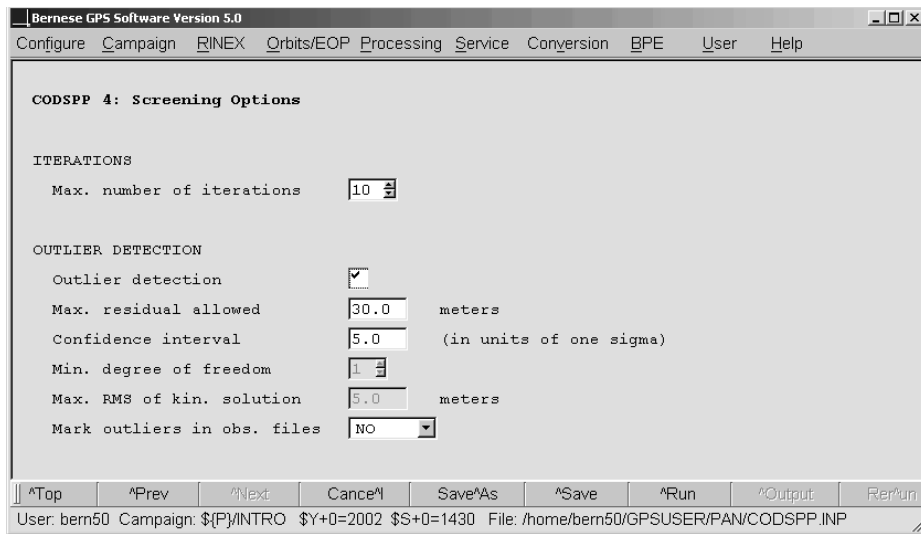 Bernese GPS Software Version 5.0
Configure Campaign RINEX Orbits/EOP Processing Service Conversion BPE User Help
CODSPP 4: Screening Options
ITERATIONS
Max. number of iterations 10
OUTLIER DETECTION
Outlier detection
Max. residual allowed 30.0 meters
Confidence interval 5.0 (in units of one sigma)
Min. degree of freedom 1
Max. RMS of kin. solution 5.0 meters
Mark outliers in obs. files NO
^Top ^Prev ^Next Cance^l Save^As ^Save ^Run ^Output Rer^un
User: bern50 Campaign: ${P}/INTRO $Y+0=2002 $S+0=1430 File: /home/bern50/GPSUSER/PAN/CODSPP.INP